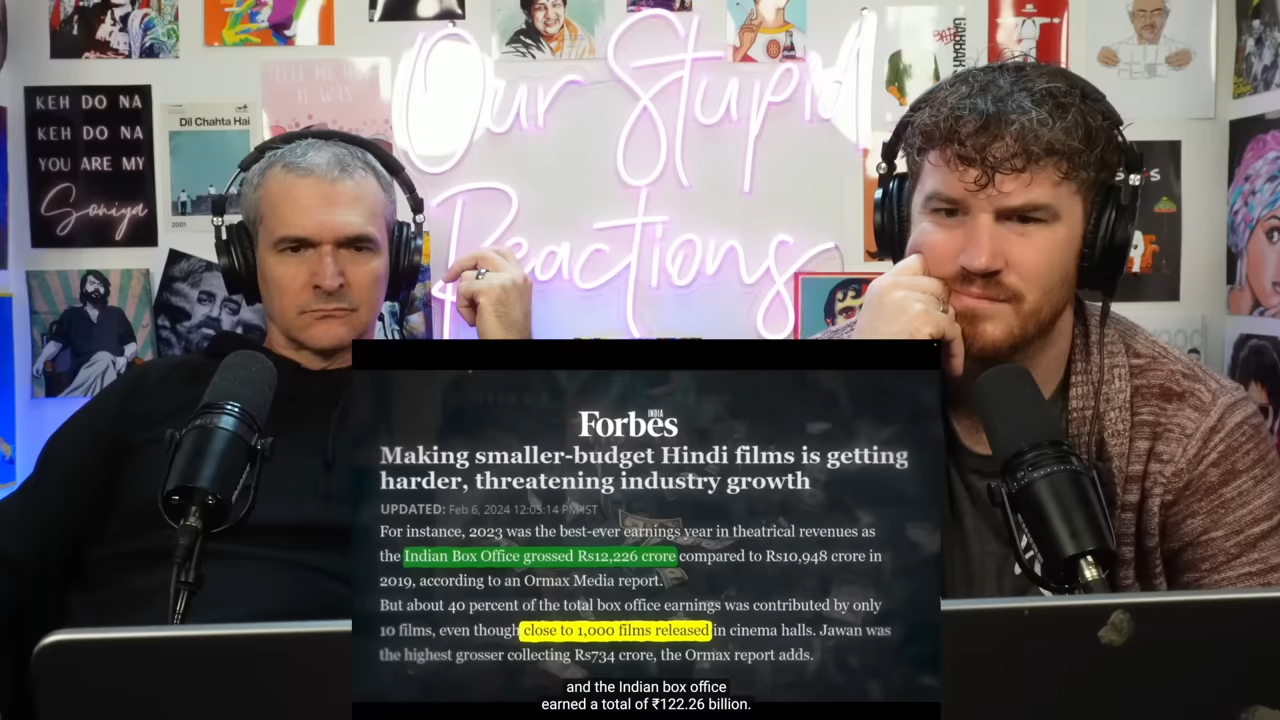 KEH DO NA
KEH DO NA
YOU ARE MY
Soniya
Dil Chahta Hai
2001
Our Stupid
Reactions
GABBAR
Forbes
INDIA
Making smaller-budget Hindi films is getting
harder, threatening industry growth
UPDATED: Feb 6, 2024 12:05:14 PM IST
For instance, 2023 was the best-ever earnings year in theatrical revenues as
the Indian Box Office grossed Rs12,226 crore compared to Rs10,948 crore in
2019, according to an Ormax Media report.
But about 40 percent of the total box office earnings was contributed by only
10 films, even though close to 1,000 films released in cinema halls. Jawan was
the highest grosser collecting Rs734 crore, the Ormax report adds.
and the Indian box office
earned a total of ₹122.26 billion.